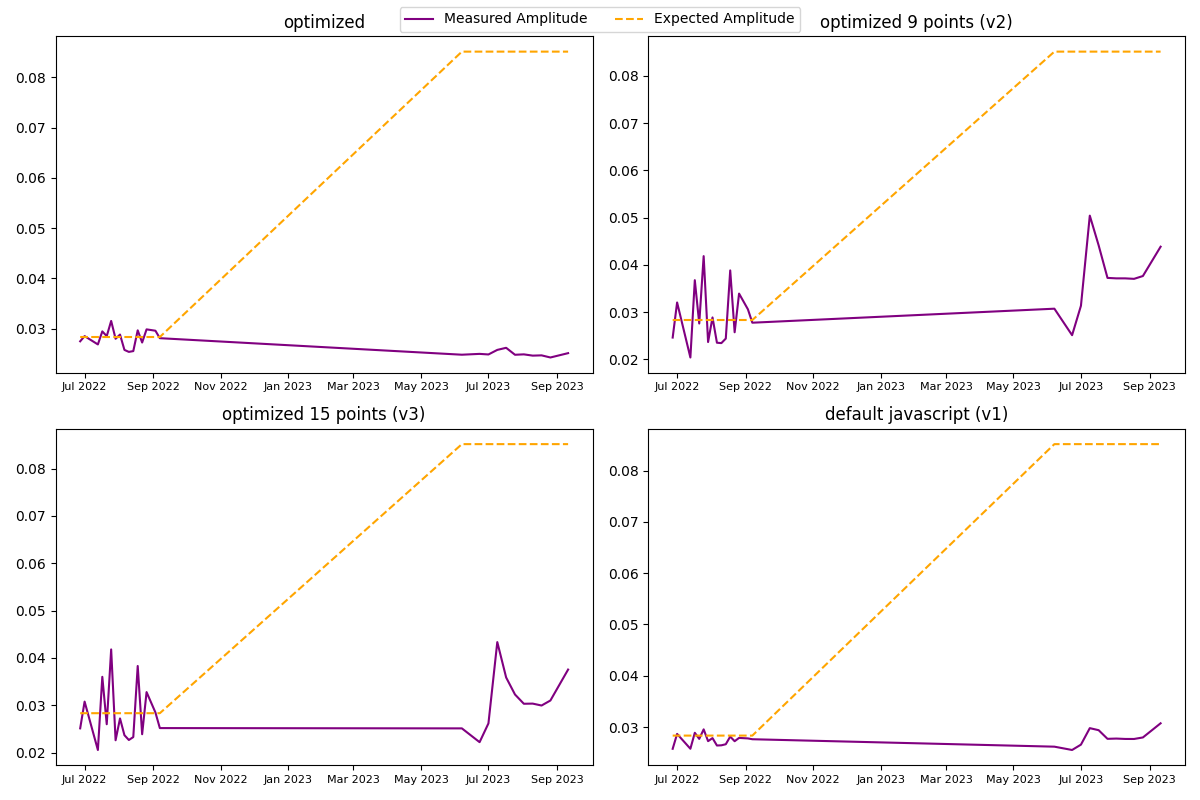 Measured Amplitude Expected Amplitude
optimized
0.08
0.07
0.06
0.05
0.04
0.03
Jul 2022 Sep 2022 Nov 2022 Jan 2023 Mar 2023 May 2023 Jul 2023 Sep 2023
optimized 9 points (v2)
0.08
0.07
0.06
0.05
0.04
0.03
0.02
Jul 2022 Sep 2022 Nov 2022 Jan 2023 Mar 2023 May 2023 Jul 2023 Sep 2023
optimized 15 points (v3)
0.08
0.07
0.06
0.05
0.04
0.03
0.02
Jul 2022 Sep 2022 Nov 2022 Jan 2023 Mar 2023 May 2023 Jul 2023 Sep 2023
default javascript (v1)
0.08
0.07
0.06
0.05
0.04
0.03
Jul 2022 Sep 2022 Nov 2022 Jan 2023 Mar 2023 May 2023 Jul 2023 Sep 2023